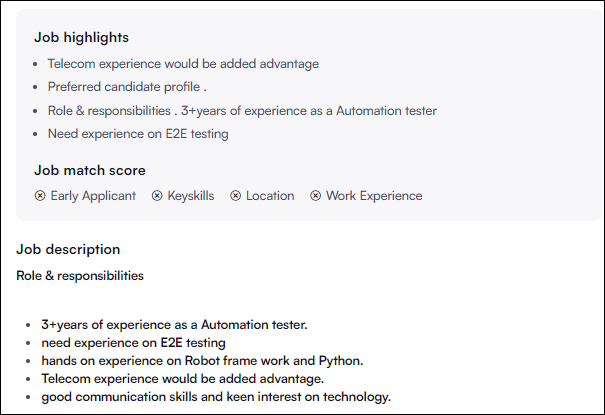 Job highlights
Telecom experience would be added advantage
Preferred candidate profile .
Role & responsibilities . 3+years of experience as a Automation tester
Need experience on E2E testing
Job match score
Early Applicant Keyskills Location Work Experience
Job description
Role & responsibilities
3+years of experience as a Automation tester.
need experience on E2E testing
hands on experience on Robot frame work and Python.
Telecom experience would be added advantage.
good communication skills and keen interest on technology.